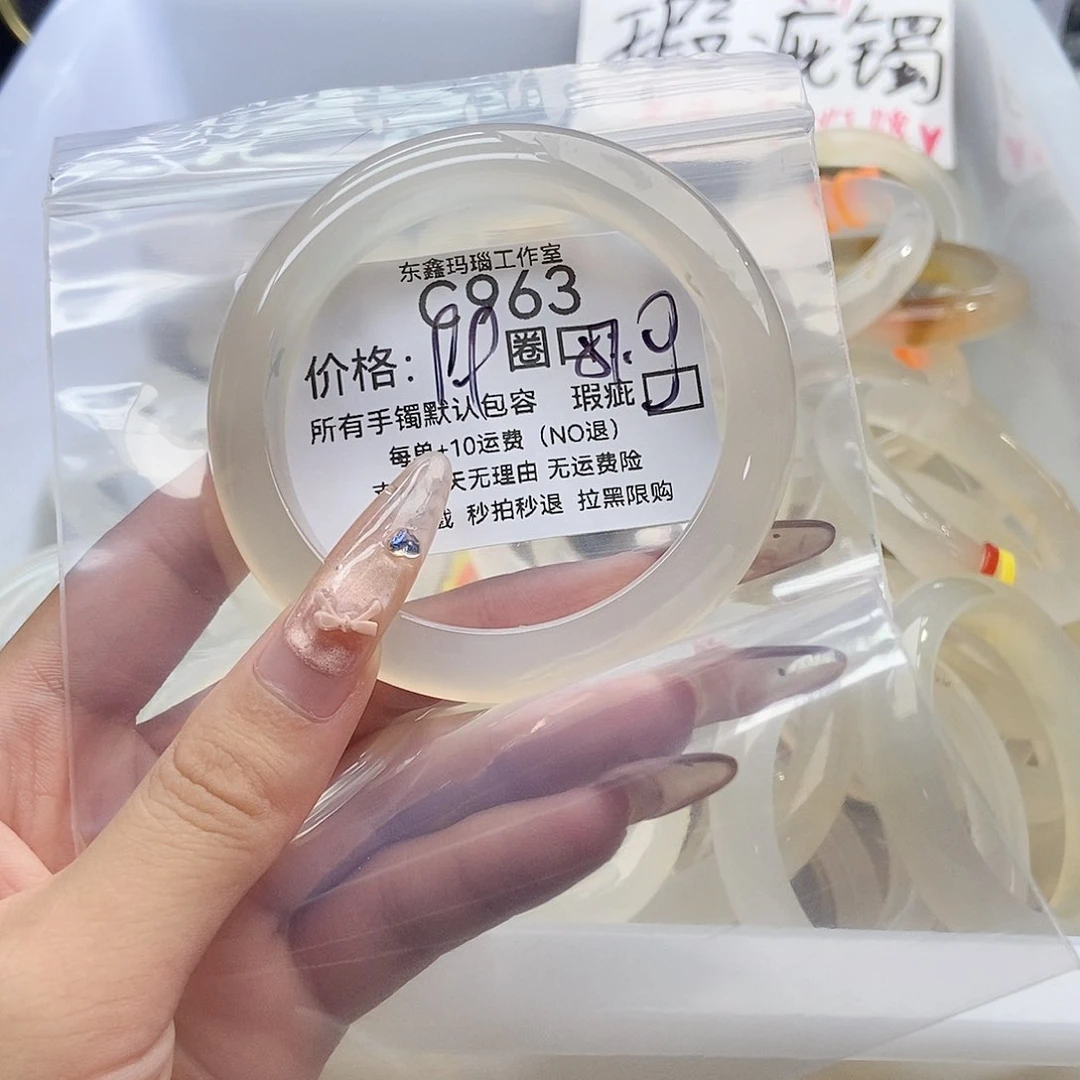 瑕疵镯
东鑫玛瑙工作室
C963
价格: 圈口
所有手镯默认包容 瑕疵
每单+10运费（NO退）
天无理由 无运费险
秒拍秒退 拉黑限购